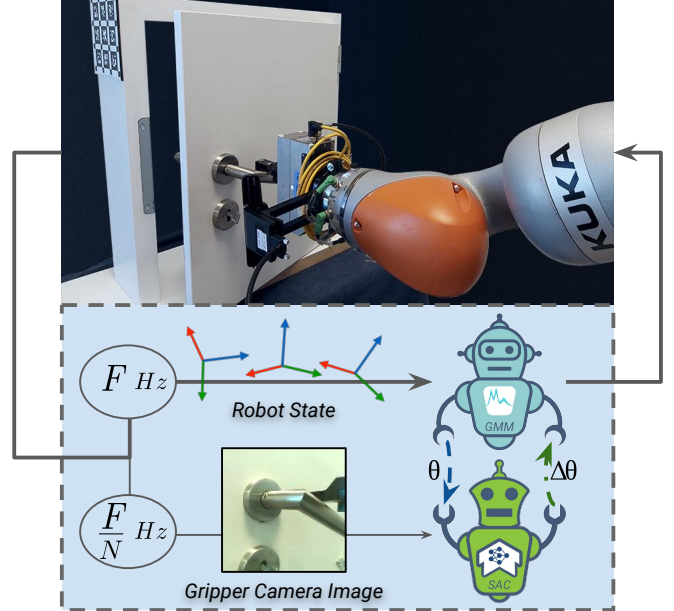 KUKA
F Hz
Robot State
GMM
θ
Δθ
F
N
Hz
SAC
Gripper Camera Image